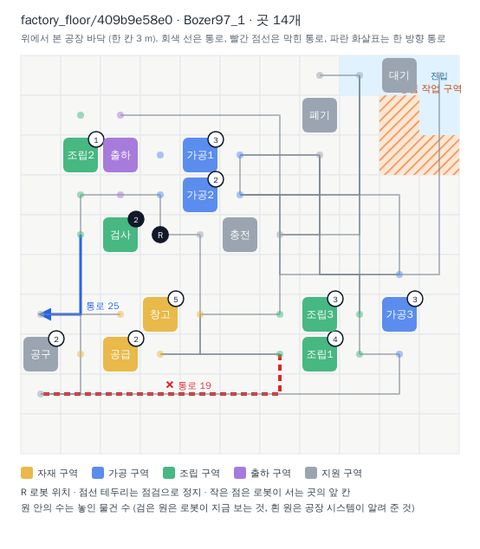 factory_floor/409b9e58e0 · Bozer97_1 · 곳 14개
위에서 본 공장 바닥 (한 칸 3 m). 회색 선은 통로, 빨간 점선은 막힌 통로, 파란 화살표는 한 방향 통로
대기
작업 구역
폐기
조립2 1
출하
가공1 3
가공2 2
검사 2
R
충전
통로 25
창고 5
조립3 3
가공3 3
공구 2
공급 2
조립1 4
✕ 통로 19
자재 구역 가공 구역 조립 구역 출하 구역 지원 구역
R 로봇 위치 · 점선 테두리는 점검으로 정지 · 작은 점은 로봇이 서는 곳의 앞 칸
원 안의 수는 놓인 물건 수 (검은 원은 로봇이 지금 보는 것, 흰 원은 공장 시스템이 알려 준 것)